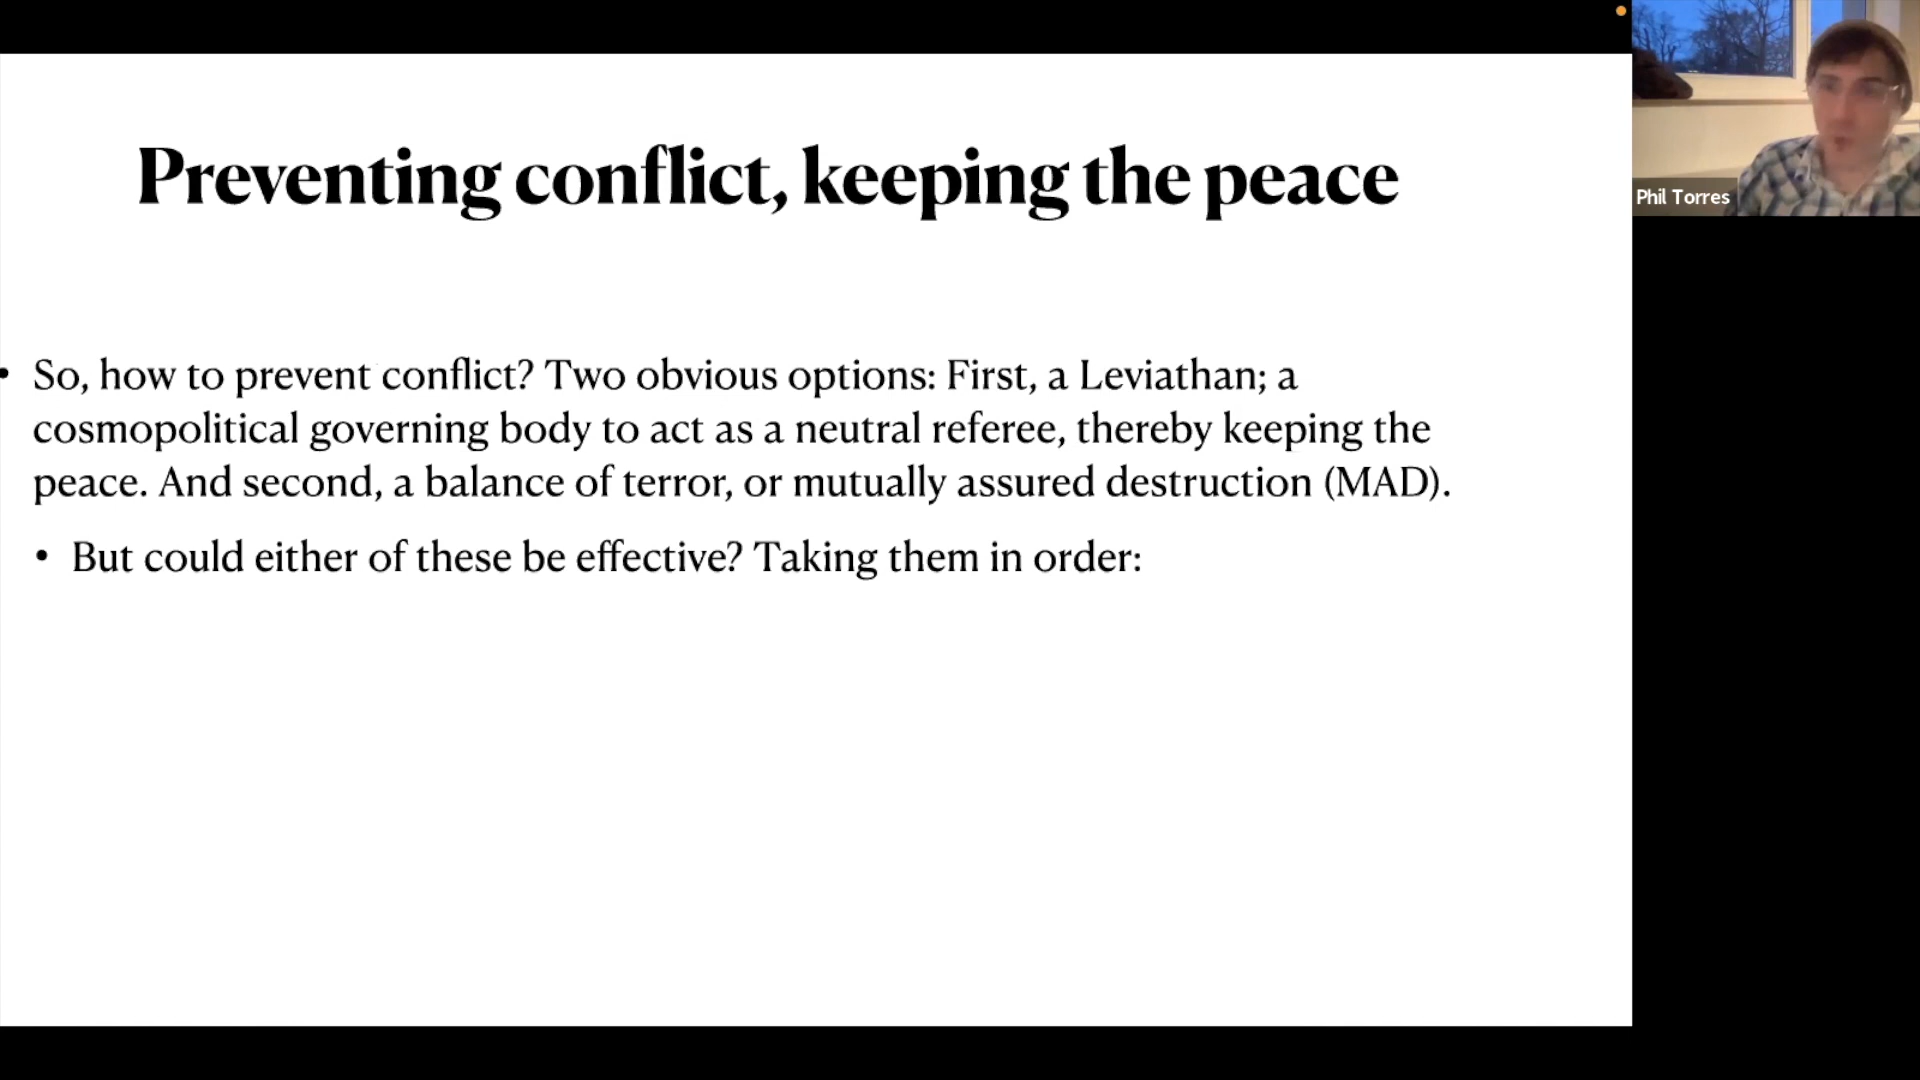 Preventing conflict, keeping the peace
Phil Torres
• So, how to prevent conflict? Two obvious options: First, a Leviathan; a
cosmopolitical governing body to act as a neutral referee, thereby keeping the
peace. And second, a balance of terror, or mutually assured destruction (MAD).
• But could either of these be effective? Taking them in order: